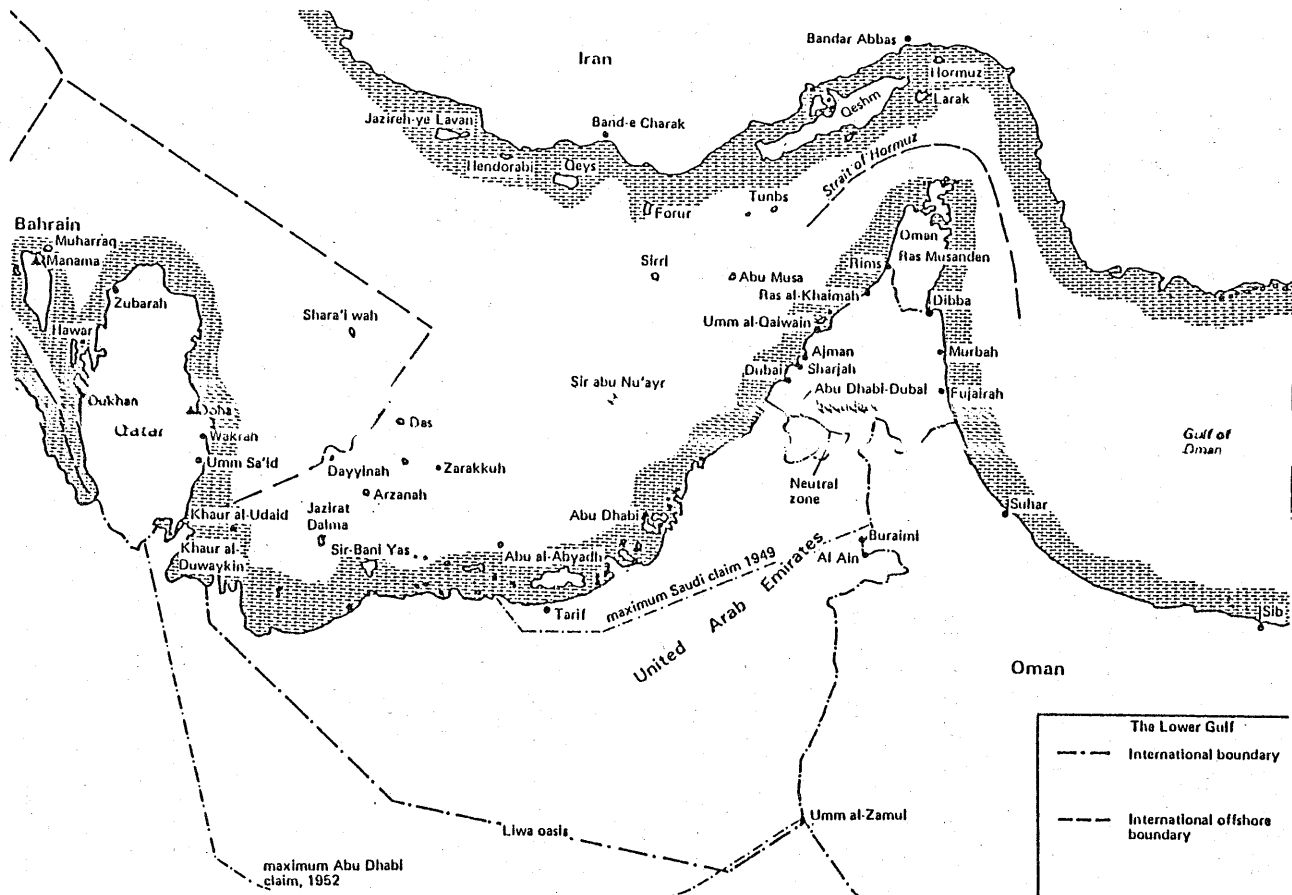 Bandar Abbas
Iran
Hormuz
Qeshm
Larak
Jazireh-ye Lavan
Band-e Charak
Hendorabi
Qeys
Strait of Hormuz
Tunbs
Forur
Bahrain
Muharraq
Manama
Oman
Sirri
Abu Musa
Rims
Ras Musanden
Zubarah
Ras al-Khaimah
Dibba
Shara'i wah
Umm al-Qaiwain
Hawar
Ajman
Murbah
Dubai
Sharjah
Sir abu Nu'ayr
Abu Dhabi-Dubai
Fujairah
Dukhan
Doha
Qatar
Das
Wakrah
Gulf of
Oman
Umm Sa'id
Dayyinah
Zarakkuh
Neutral
zone
Arzanah
Khaur al-Udaid
Jazirat
Dalma
Abu Dhabi
Suhar
Khaur al-
Duwaykin
Sir-Bani Yas
Abu al-Abyadh
Buraimi
Al Ain
maximum Saudi claim 1949
Tarif
United Arab Emirates
Sib
Oman
The Lower Gulf
International boundary
International offshore
boundary
Umm al-Zamul
Liwa oasis
maximum Abu Dhabi
claim, 1952